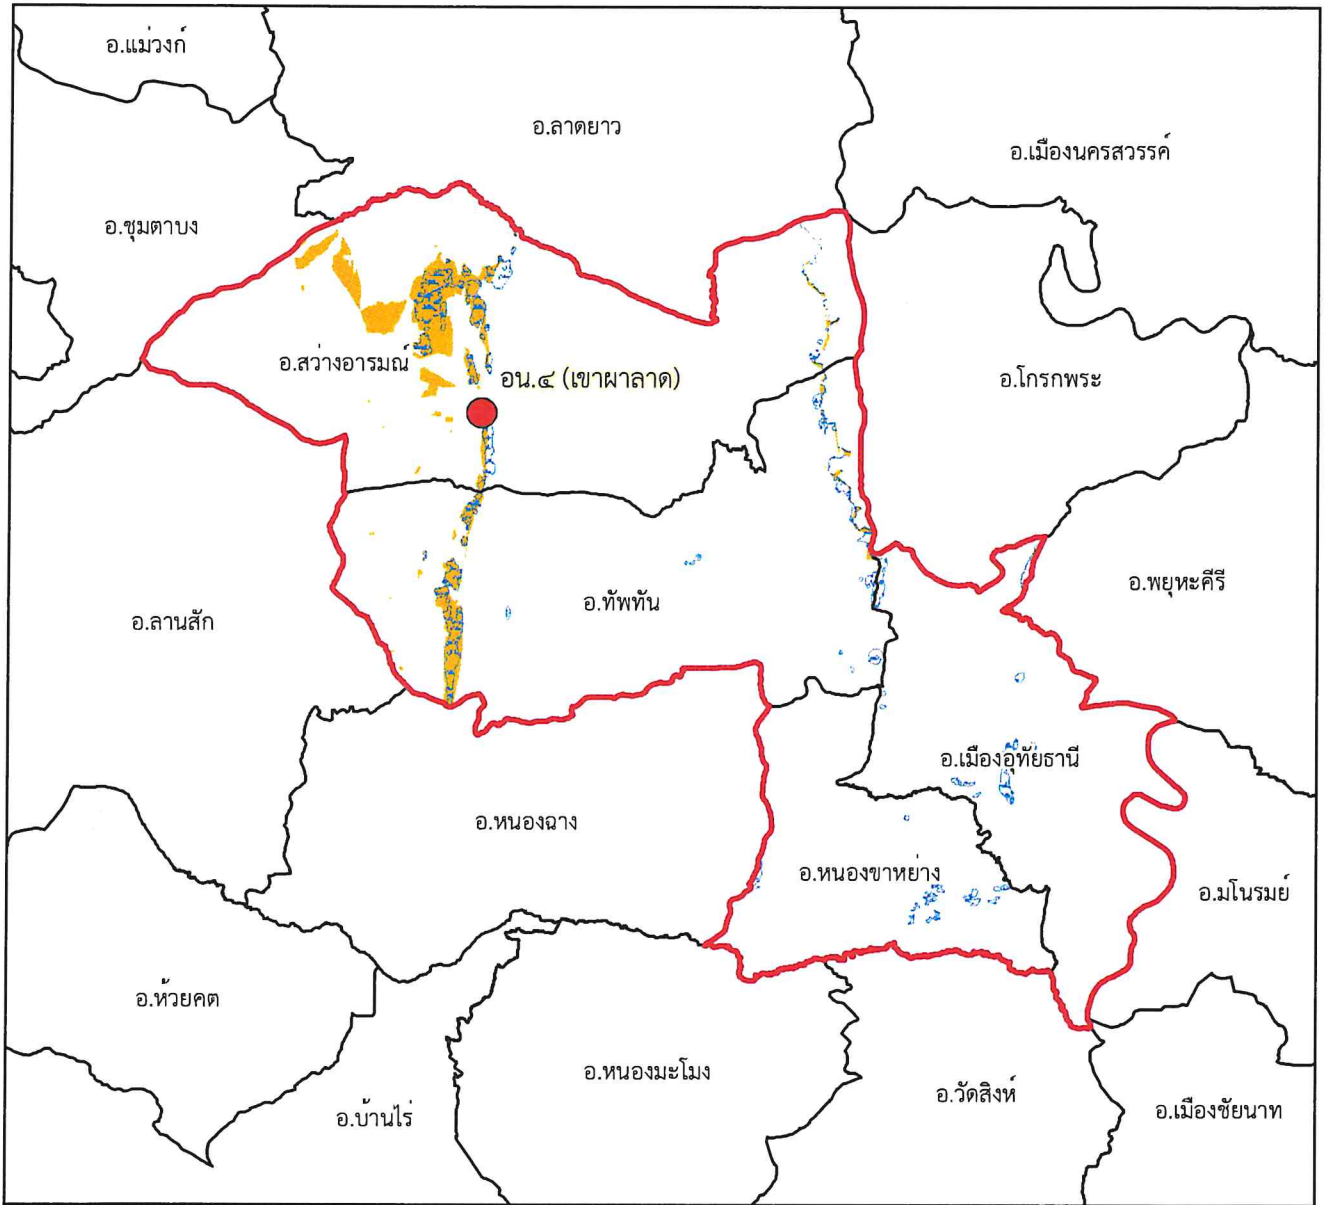 อ.แม่วงก์
อ.ลาดยาว
อ.เมืองนครสวรรค์
อ.ชุมตาบง
อ.สว่างอารมณ์
อน.๔ (เขาผาลาด)
อ.โกรกพระ
อ.พยุหะคีรี
อ.ทัพทัน
อ.ลานสัก
อ.เมืองอุทัยธานี
อ.หนองฉาง
อ.หนองขาหย่าง
อ.มโนรมย์
อ.ห้วยคต
อ.หนองมะโมง
อ.วัดสิงห์
อ.เมืองชัยนาท
อ.บ้านไร่